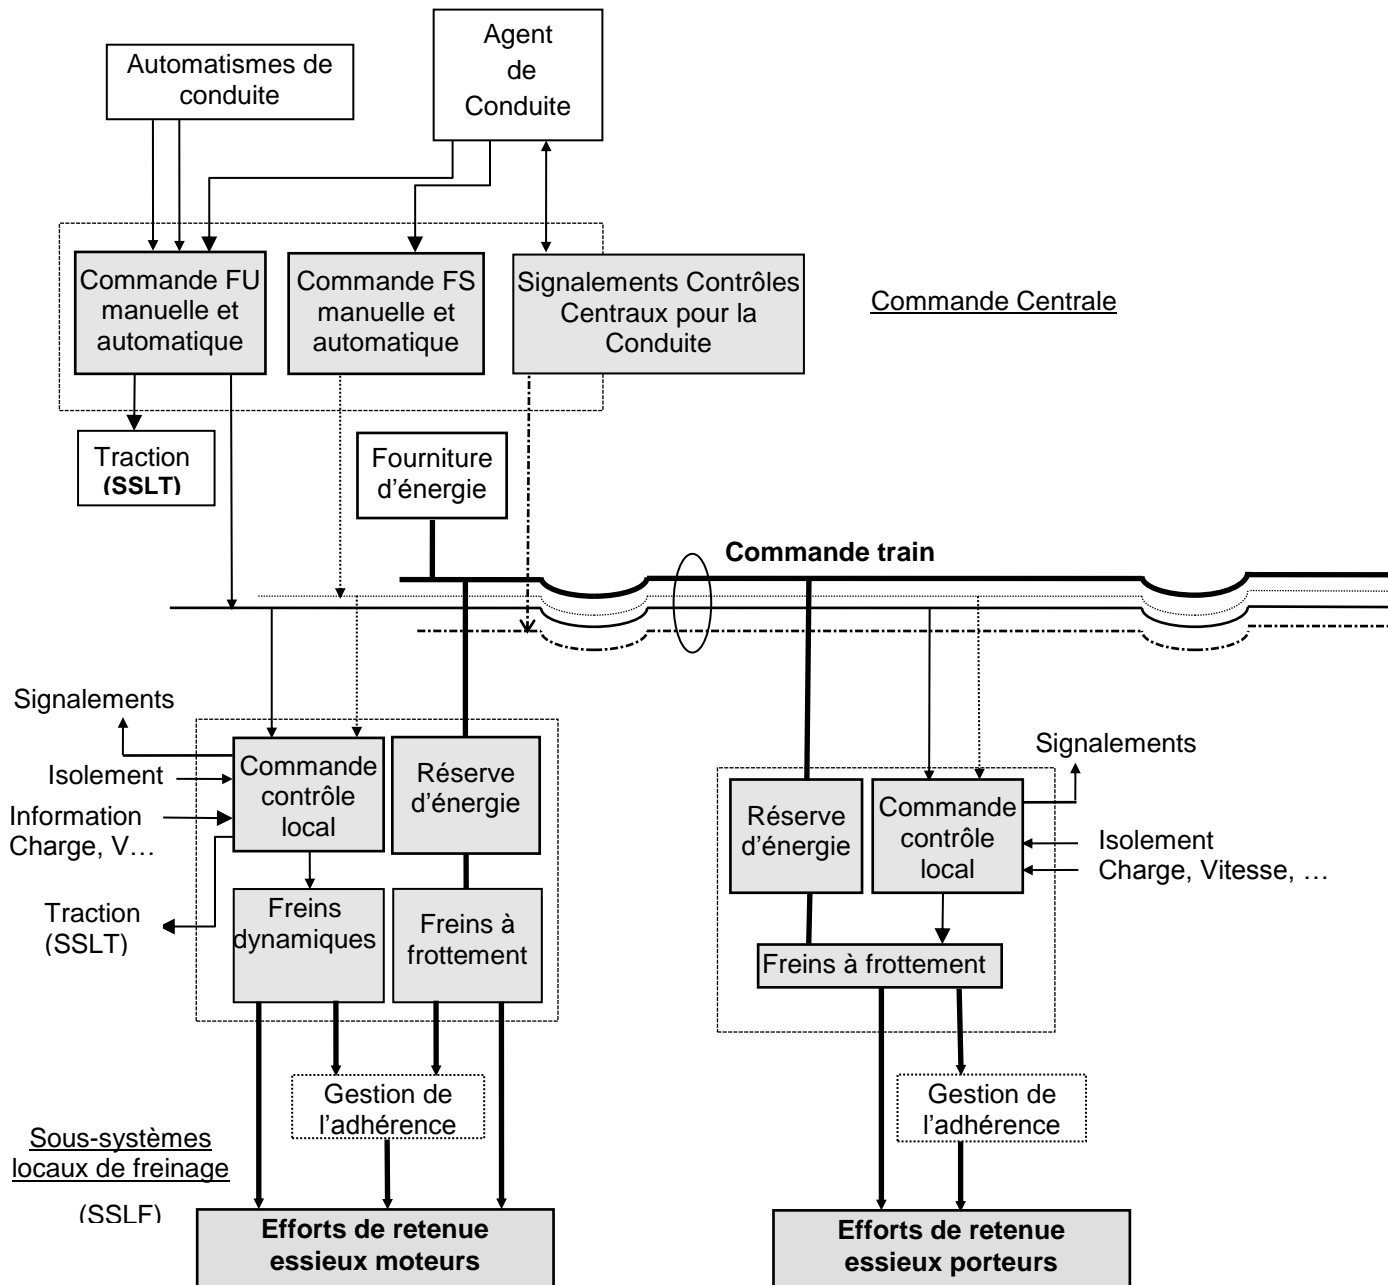 Automatismes de
conduite
Agent
de
Conduite
Commande FU
manuelle et
automatique
Commande FS
manuelle et
automatique
Signalements Contrôles
Centraux pour la
Conduite
Commande Centrale
Traction
(SSLT)
Fourniture
d’énergie
Commande train
Signalements
Isolement
Information
Charge, V…
Traction
(SSLT)
Commande
contrôle
local
Réserve
d’énergie
Freins
dynamiques
Freins à
frottement
Signalements
Réserve
d’énergie
Commande
contrôle
local
Isolement
Charge, Vitesse, …
Freins à frottement
Gestion de
l’adhérence
Gestion de
l’adhérence
Sous-systèmes
locaux de freinage
(SSLF)
Efforts de retenue
essieux moteurs
Efforts de retenue
essieux porteurs